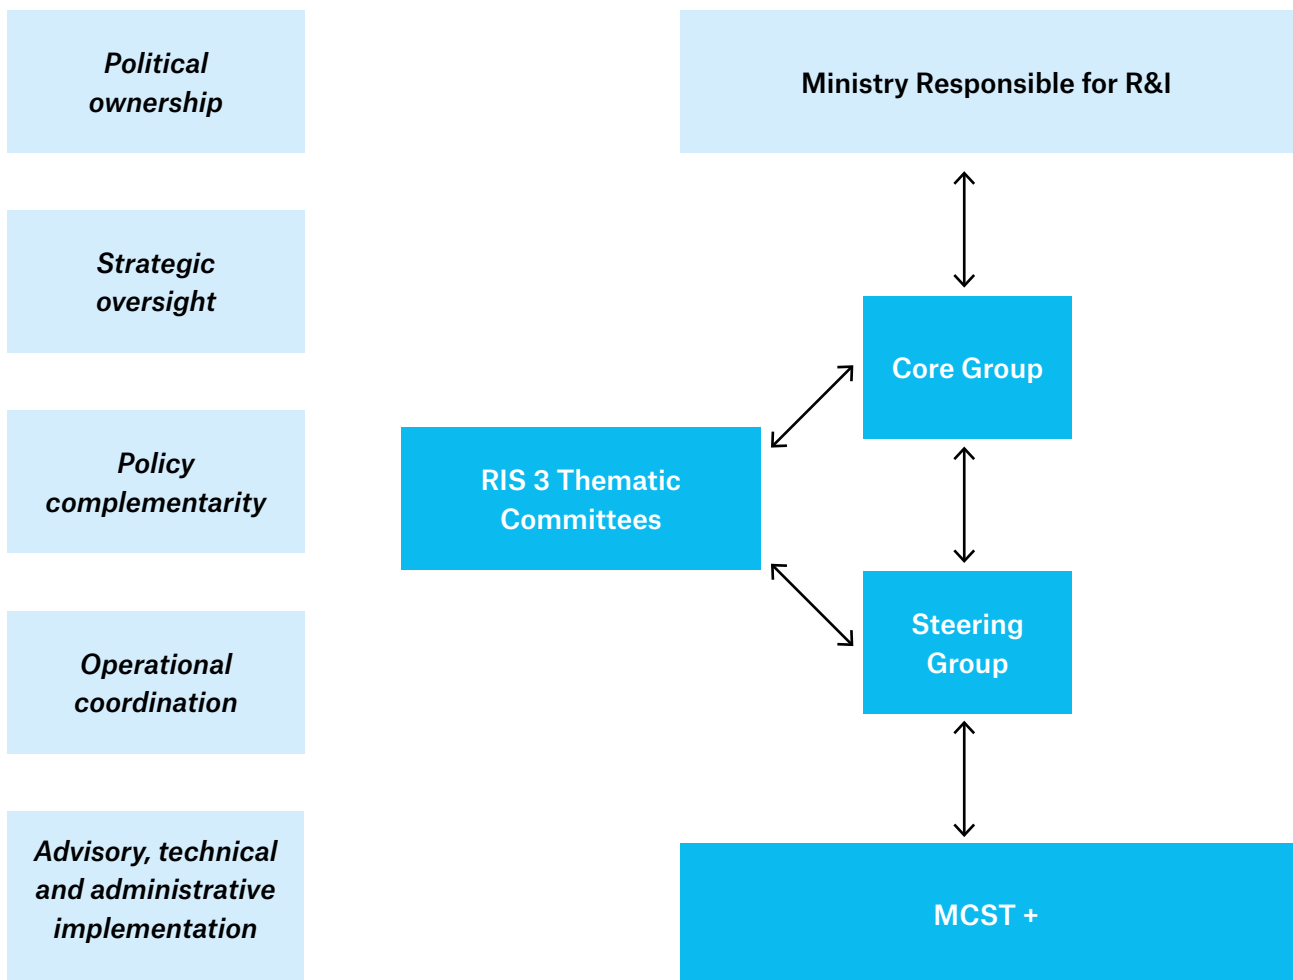 Political
ownership
Ministry Responsible for R&I
Strategic
oversight
Core Group
Policy
complementarity
RIS 3 Thematic
Committees
Operational
coordination
Steering
Group
Advisory, technical
and administrative
implementation
MCST +